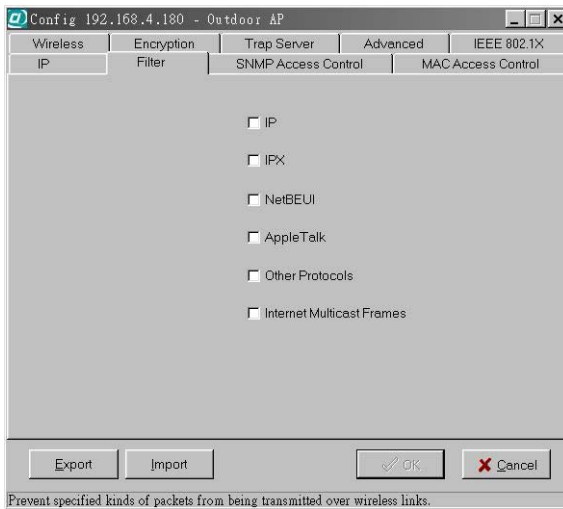 Config 192.168.4.180 - Outdoor AP
Wireless Encryption Trap Server Advanced IEEE 802.1X
IP Filter SNMP Access Control MAC Access Control
IP
IPX
NetBEUI
AppleTalk
Other Protocols
Internet Multicast Frames
Export Import OK Cancel
Prevent specified kinds of packets from being transmitted over wireless links.